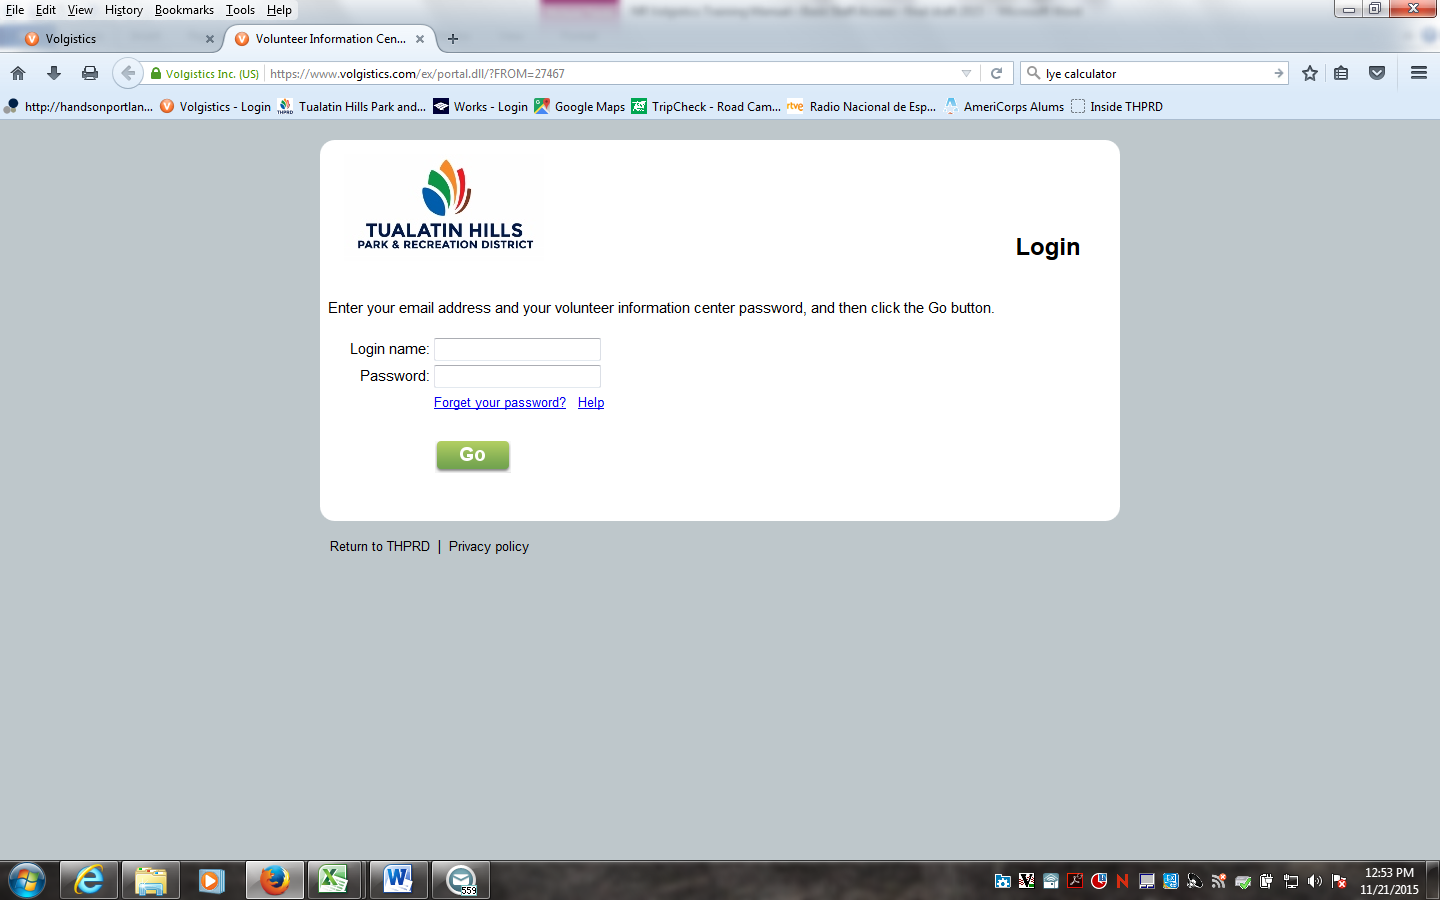 File Edit View History Bookmarks Tools Help
Volgistics
Volunteer Information Cen...
Volgistics Inc. (US) https://www.volgistics.com/ex/portal.dll/?FROM=27467
lye calculator
http://handsonportlan... Volgistics - Login Tualatin Hills Park and... Works - Login Google Maps TripCheck - Road Cam... Radio Nacional de Esp... AmeriCorps Alums Inside THPRD
TUALATIN HILLS
PARK & RECREATION DISTRICT
Login
Enter your email address and your volunteer information center password, and then click the Go button.
Login name:
Password:
Forget your password? Help
Go
Return to THPRD | Privacy policy
559
12:53 PM
11/21/2015